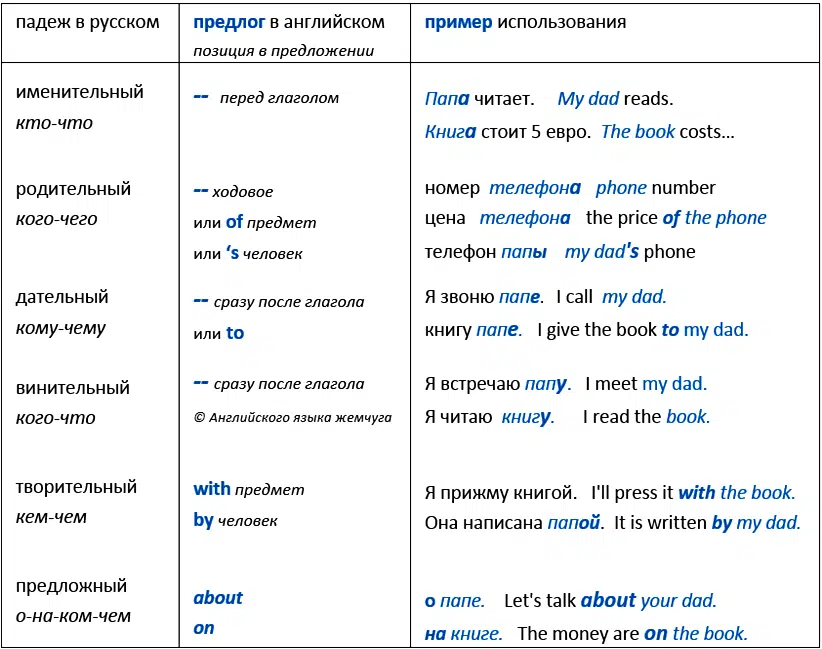 падеж в русском предлог в английском пример использования
позиция в предложении
именительный -- перед глаголом Папа читает. My dad reads.
кто-что Книга стоит 5 евро. The book costs...
родительный -- ходовое номер телефона phone number
кого-чего или of предмет цена телефона the price of the phone
или ‘s человек телефон папы my dad's phone
дательный -- сразу после глагола Я звоню папе. I call my dad.
кому-чему или to книгу папе. I give the book to my dad.
винительный -- сразу после глагола Я встречаю папу. I meet my dad.
кого-что © Английского языка жемчуга Я читаю книгу. I read the book.
творительный with предмет Я прижму книгой. I'll press it with the book.
кем-чем by человек Она написана папой. It is written by my dad.
предложный about о папе. Let's talk about your dad.
о-на-ком-чем on на книге. The money are on the book.